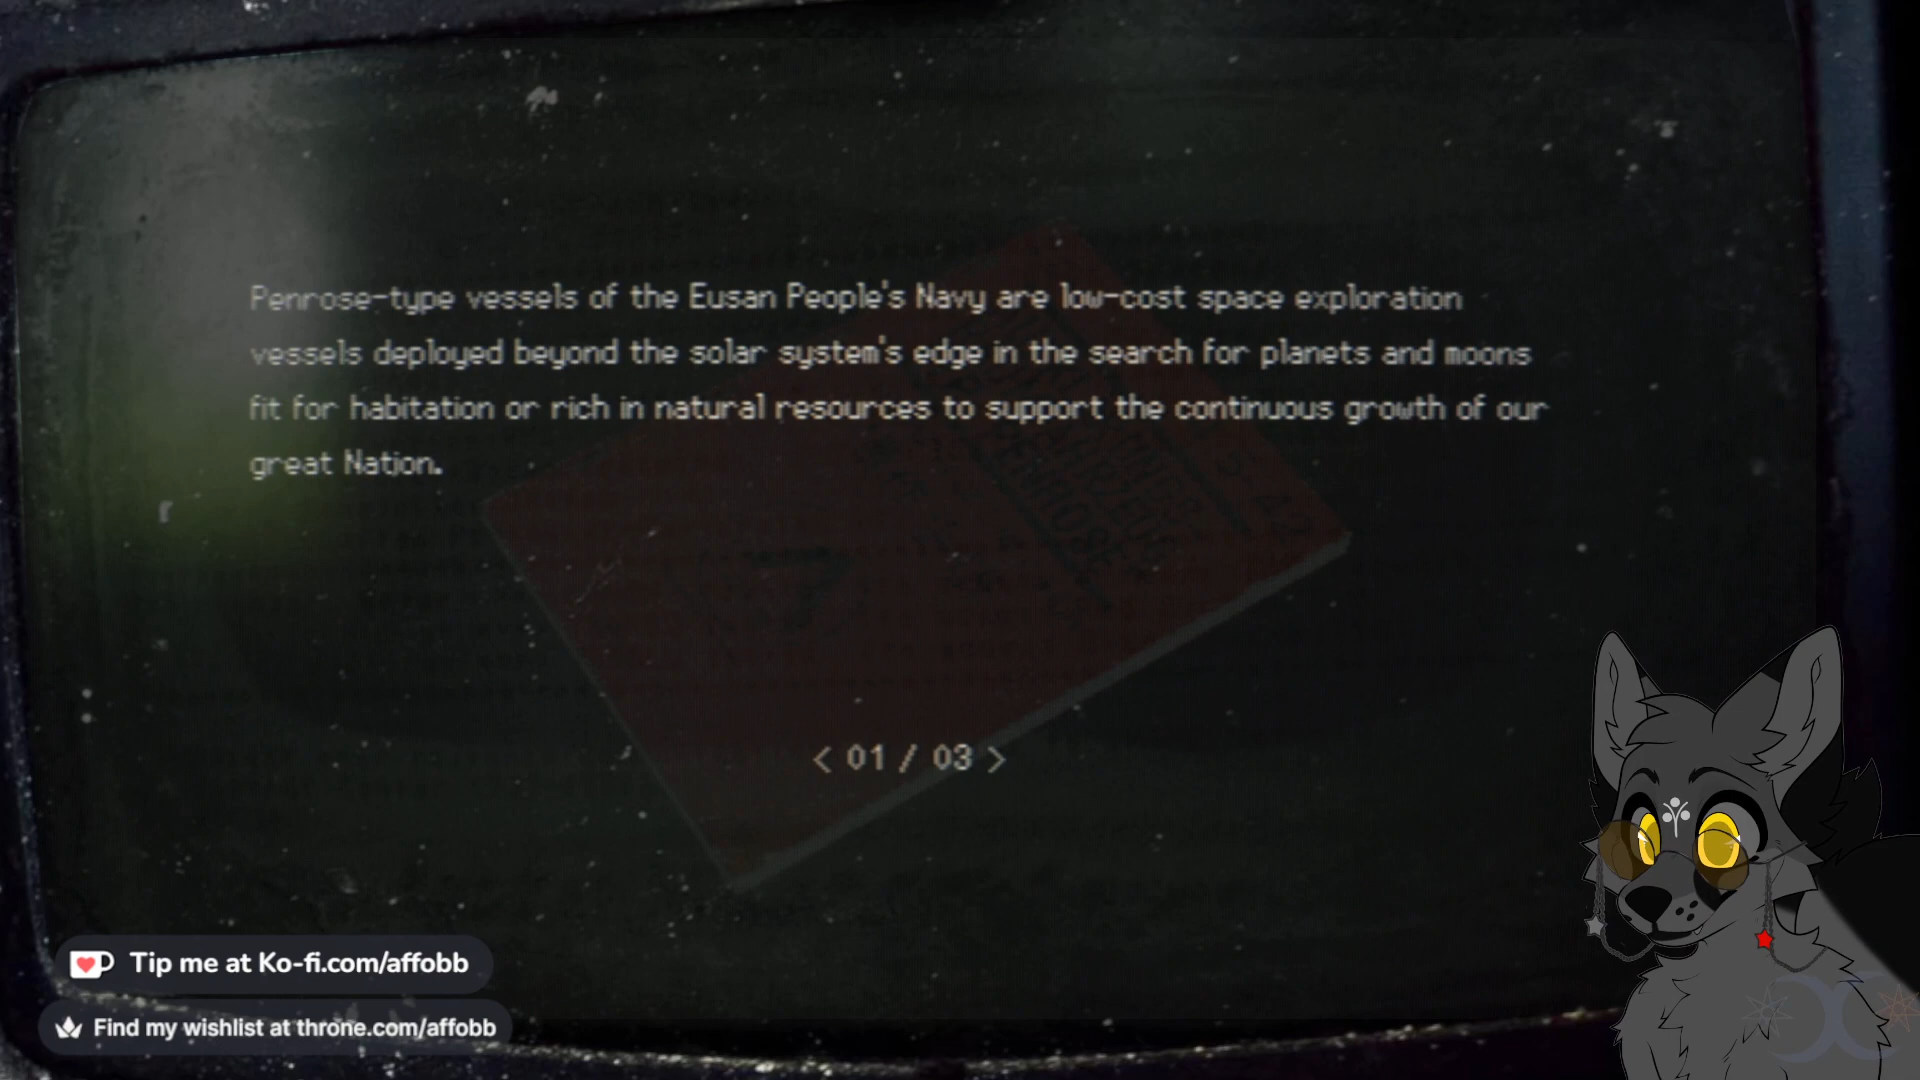 Penrose-type vessels of the Eusan People's Navy are low-cost space exploration
vessels deployed beyond the solar system's edge in the search for planets and moons
fit for habitation or rich in natural resources to support the continuous growth of our
great Nation.
PENROSE
< 01 / 03 >
Tip me at Ko-fi.com/affobb
Find my wishlist at throne.com/affobb